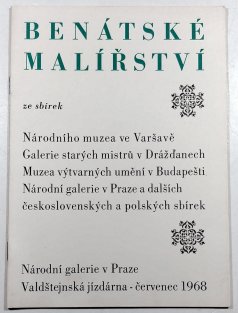 BENÁTSKÉ
MALÍŘSTVÍ
ze sbírek
Národního muzea ve Varšavě
Galerie starých mistrů v Drážďanech
Muzea výtvarných umění v Budapešti
Národní galerie v Praze a dalších
československých a polských sbírek
Národní galerie v Praze
Valdštejnská jízdárna - červenec 1968